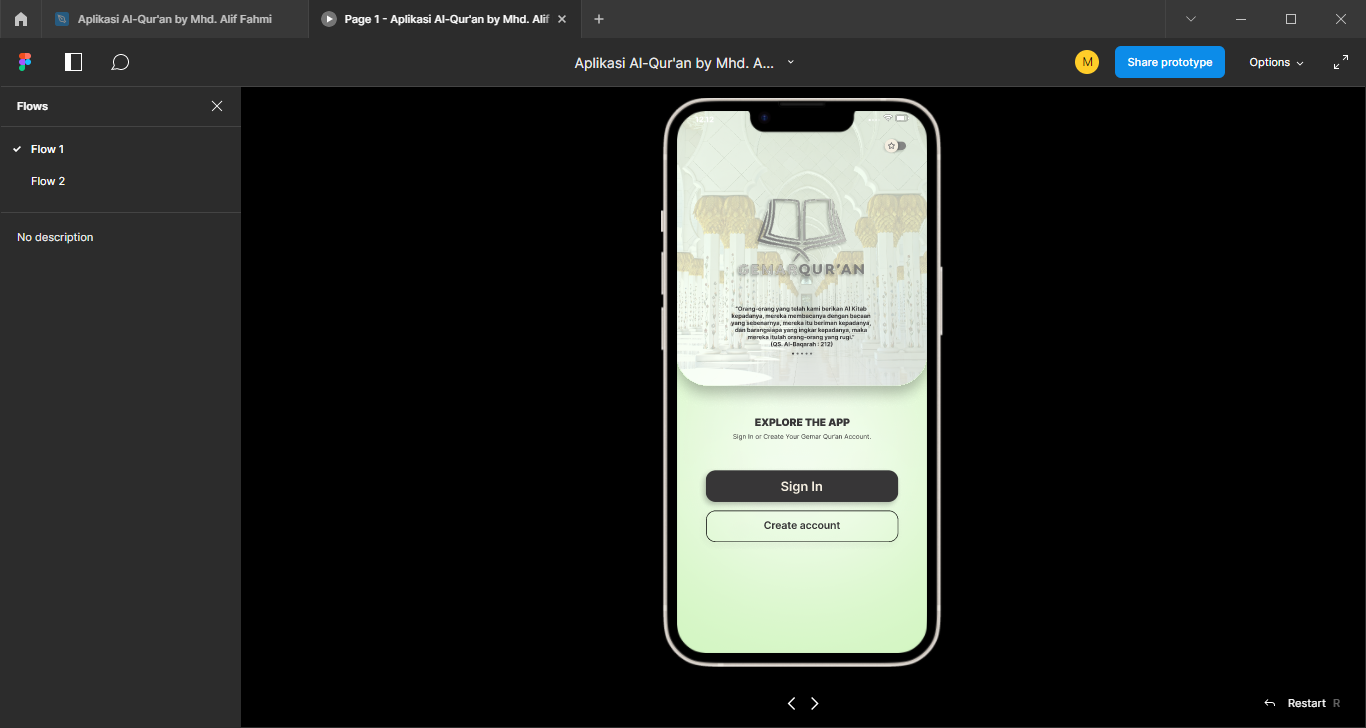 Aplikasi Al-Qur'an by Mhd. Alif Fahmi
Page 1 - Aplikasi Al-Qur'an by Mhd. Alif
Aplikasi Al-Qur'an by Mhd. A...
M
Share prototype
Options
Flows
Flow 1
Flow 2
No description
GEMARQUR'AN
"Orang-orang yang telah kami berikan Al Kitab
kepadanya, mereka membacanya dengan bacaan
yang sebenarnya, mereka itu beriman kepadanya,
dan barangsiapa yang ingkar kepadanya, maka
mereka itulah orang-orang yang rugi."
(QS. Al-Baqarah : 212)
EXPLORE THE APP
Sign In or Create Your Gemar Qur'an Account.
Sign In
Create account
Restart R